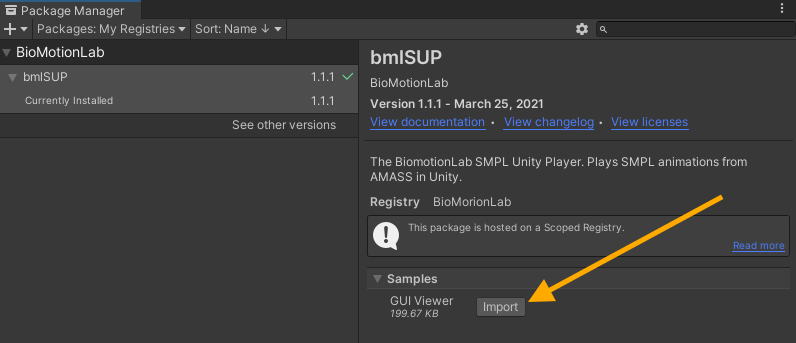 Package Manager
Packages: My Registries Sort: Name ↓
BioMotionLab
bmlSUP 1.1.1
Currently Installed 1.1.1
See other versions
bmlSUP
BioMotionLab
Version 1.1.1 - March 25, 2021
View documentation • View changelog • View licenses
The BiomotionLab SMPL Unity Player. Plays SMPL animations from
AMASS in Unity.
Registry BioMorionLab
This package is hosted on a Scoped Registry.
Read more
Samples
GUI Viewer Import
199.67 KB